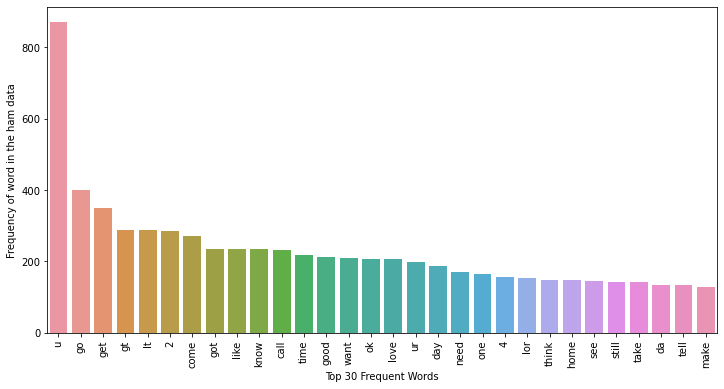 Frequency of word in the ham data
800
600
400
200
0
u
go
get
gt
lt
2
come
got
like
know
call
time
good
want
ok
love
ur
day
need
one
4
lor
think
home
see
still
take
da
tell
make
Top 30 Frequent Words